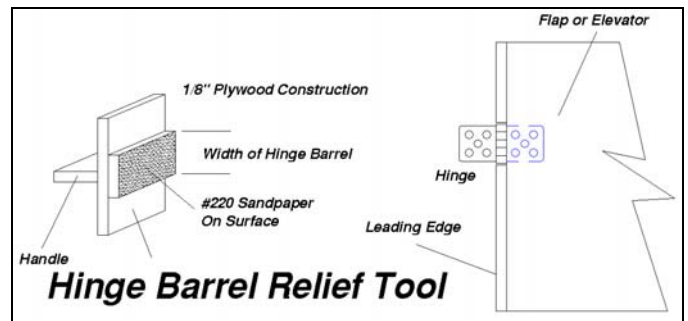 Flap or Elevator
1/8" Plywood Construction
Width of Hinge Barrel
Hinge
#220 Sandpaper
On Surface
Leading Edge
Handle
Hinge Barrel Relief Tool